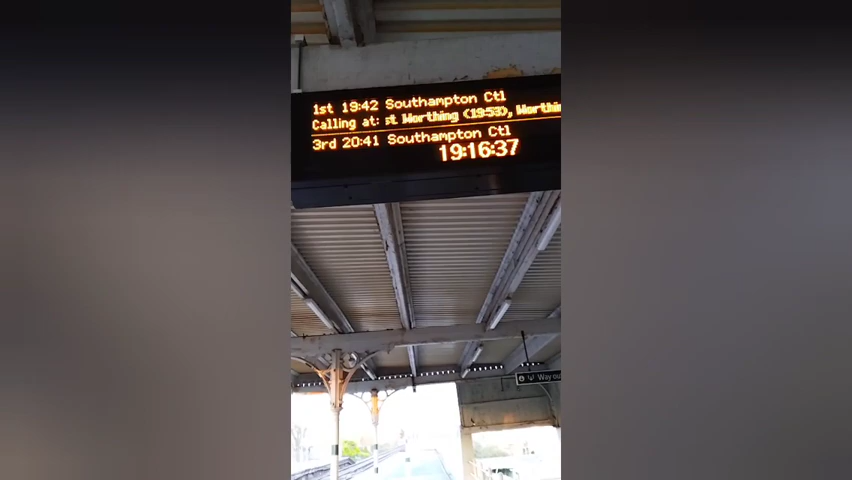 1st 19:42 Southampton Ctl
Calling at: st Worthing (19:53), Worthin
3rd 20:41 Southampton Ctl
19:16:37
Way ou